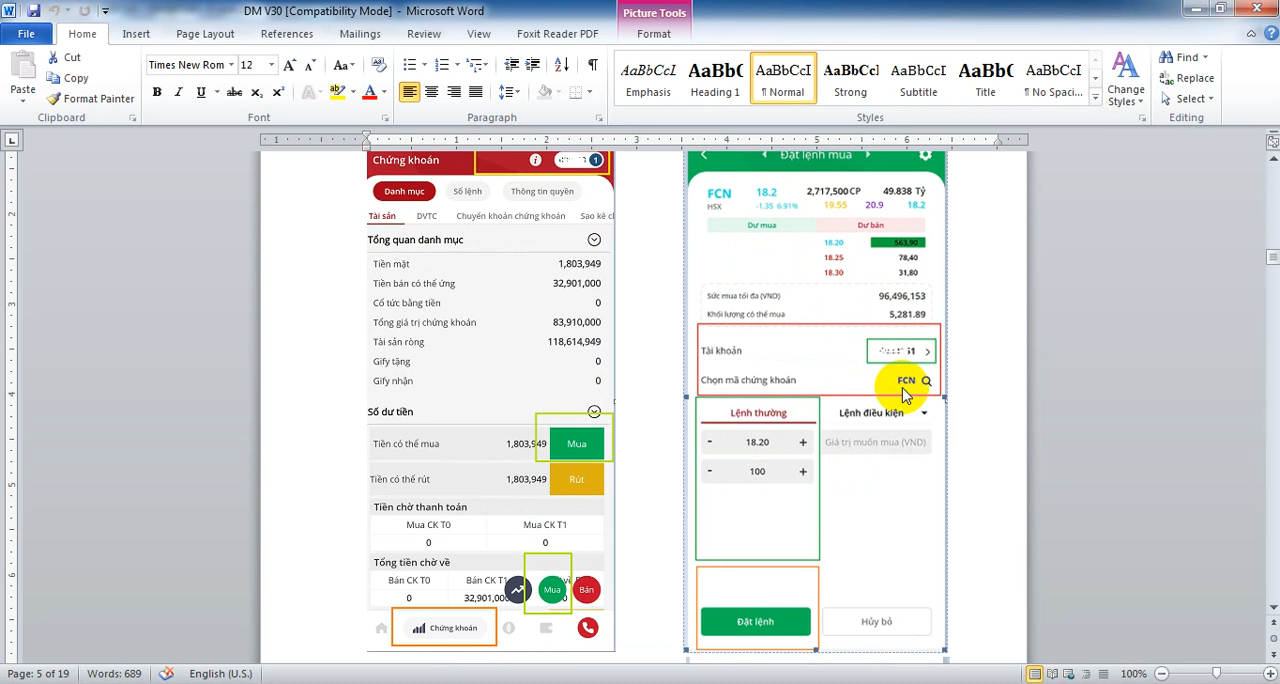 DM V30 [Compatibility Mode] - Microsoft Word
Picture Tools
File Home Insert Page Layout References Mailings Review View Foxit Reader PDF Format
Paste
Cut
Copy
Format Painter
Clipboard
Times New Rom 12
Font
Paragraph
AaBbCcI AaBbC AaBbCcI AaBbCcl AaBbCcI AaBbC AaBbCcI
Emphasis Heading 1 ¶ Normal Strong Subtitle Title ¶ No Spaci...
Change Styles
Styles
Find
Replace
Select
Editing
Chứng khoán
1
Danh mục Sổ lệnh Thông tin quyền
Tài sản DVTC Chuyển khoản chứng khoán Sao kê c
Tổng quan danh mục
Tiền mặt 1,803,949
Tiền bán có thể ứng 32,901,000
Cổ tức bằng tiền 0
Tổng giá trị chứng khoán 83,910,000
Tài sản ròng 118,614,949
Gify tặng 0
Gify nhận 0
Số dư tiền
Tiền có thể mua 1,803,949 Mua
Tiền có thể rút 1,803,949 Rút
Tiền chờ thanh toán
Mua CK T0 Mua CK T1
0 0
Tổng tiền chờ về
Bán CK T0 Bán CK T1
0 32,901,000
Mua Bán
Chứng khoán
Đặt lệnh mua
FCN 18.2 2,717,500CP 49.838 Tỷ
HSX -1.35 6.91% 19.55 20.9 18.2
Dư mua Dư bán
18.20 563,90
18.25 78,40
18.30 31,80
Sức mua tối đa (VND) 96,496,153
Khối lượng có thể mua 5,281.89
Tài khoản 51
Chọn mã chứng khoán FCN
Lệnh thường Lệnh điều kiện
- 18.20 + Giá trị muốn mua (VND)
- 100 +
Đặt lệnh Hủy bỏ
Page: 5 of 19 Words: 689 English (U.S.) 100%